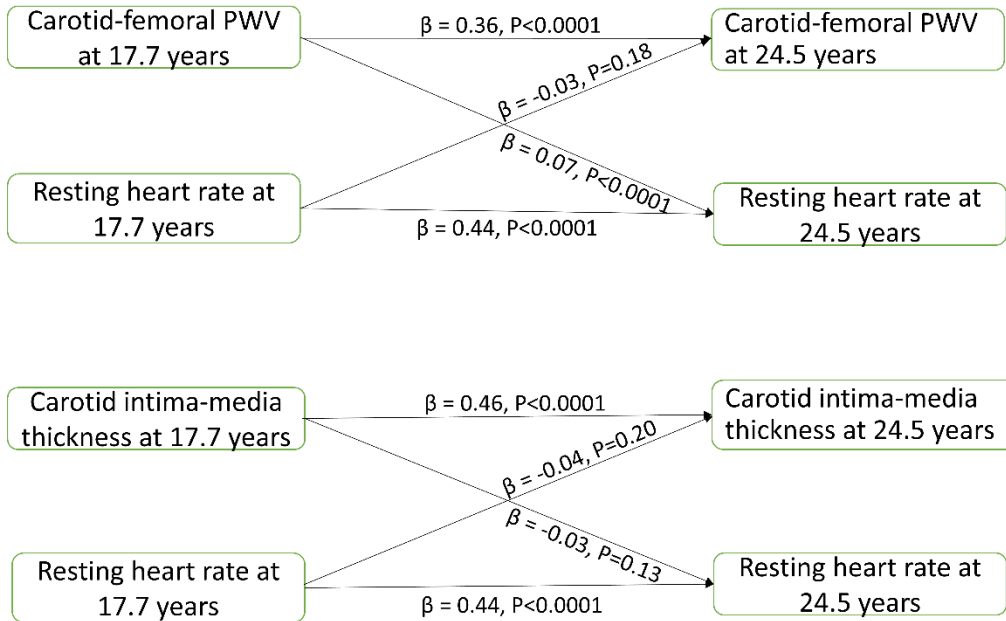 Carotid-femoral PWV
at 17.7 years
β = 0.36, P<0.0001
Carotid-femoral PWV
at 24.5 years
β = -0.03, P=0.18
β = 0.07, P<0.0001
Resting heart rate at
17.7 years
β = 0.44, P<0.0001
Resting heart rate at
24.5 years
Carotid intima-media
thickness at 17.7 years
β = 0.46, P<0.0001
Carotid intima-media
thickness at 24.5 years
β = -0.04, P=0.20
β = -0.03, P=0.13
Resting heart rate at
17.7 years
β = 0.44, P<0.0001
Resting heart rate at
24.5 years